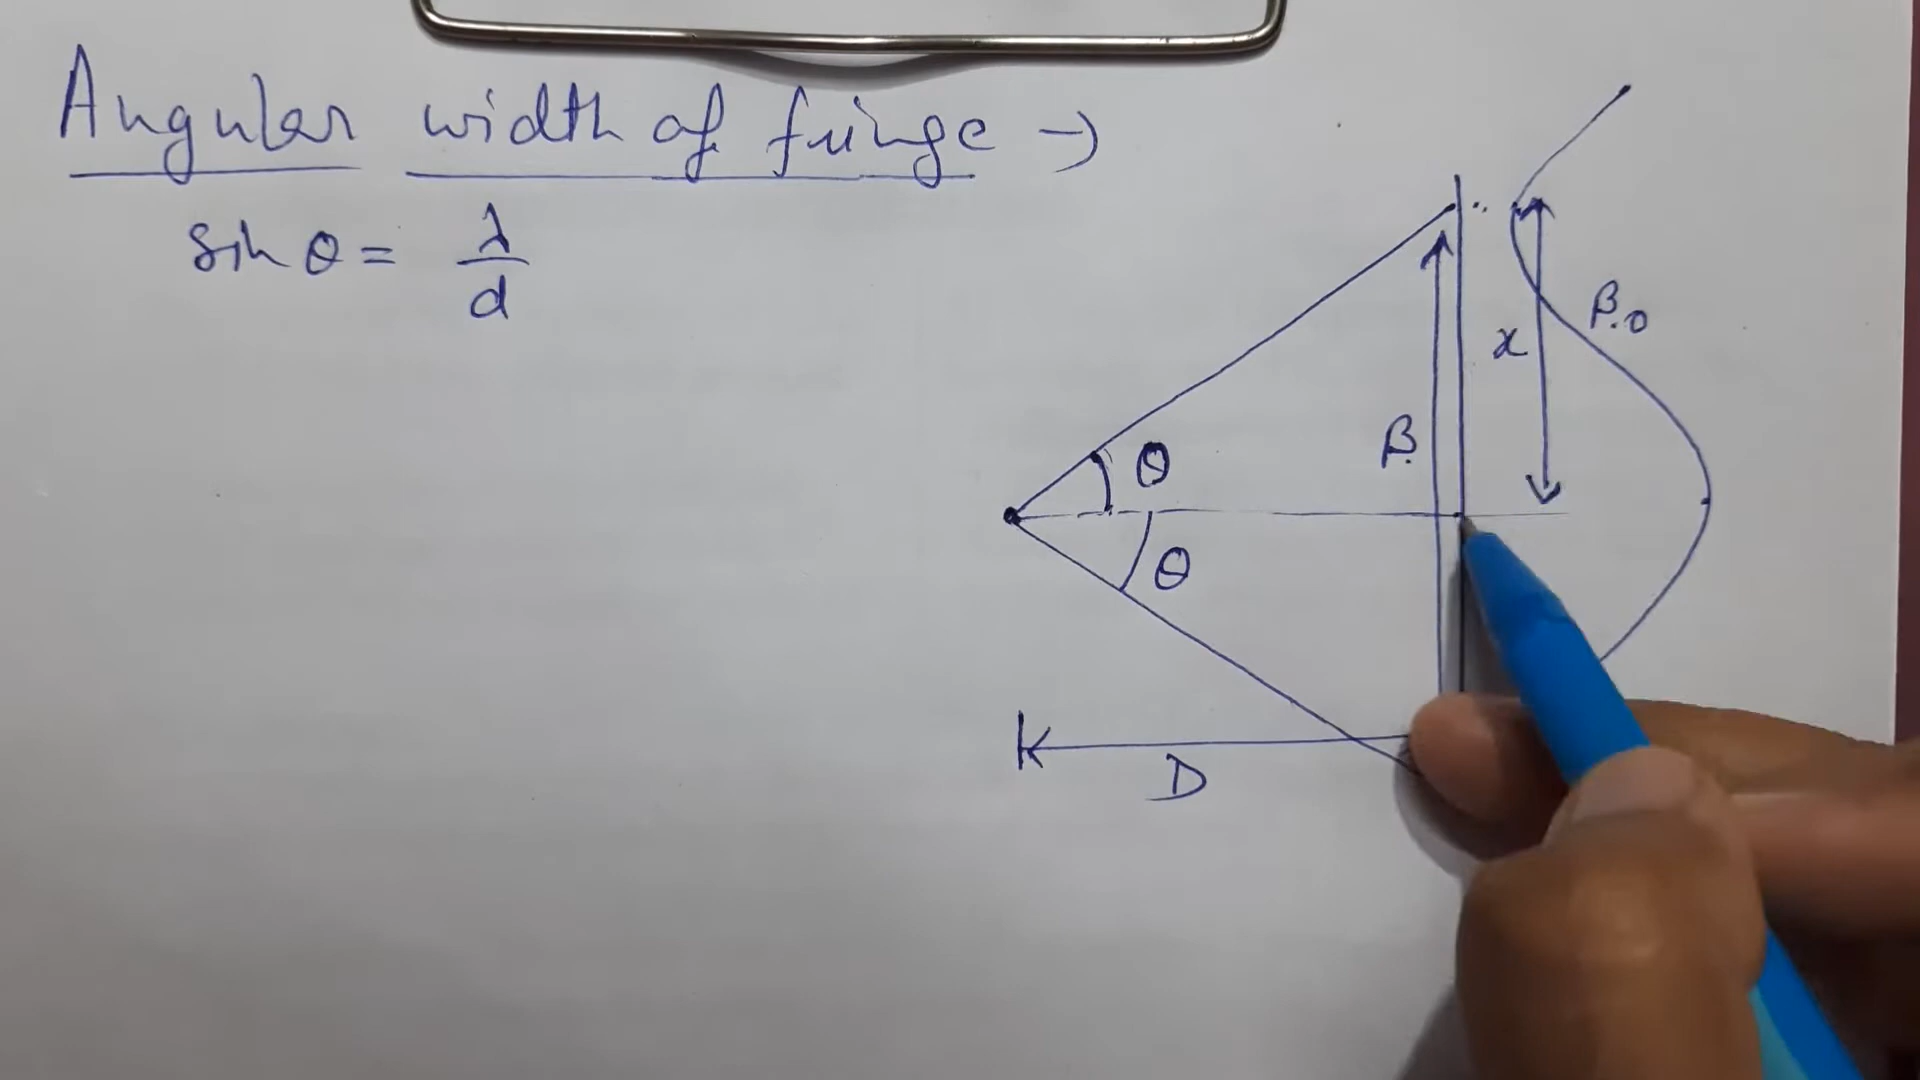 Angular width of fringe →
sin θ = λ/d
β.0
x
β.
θ
θ
D